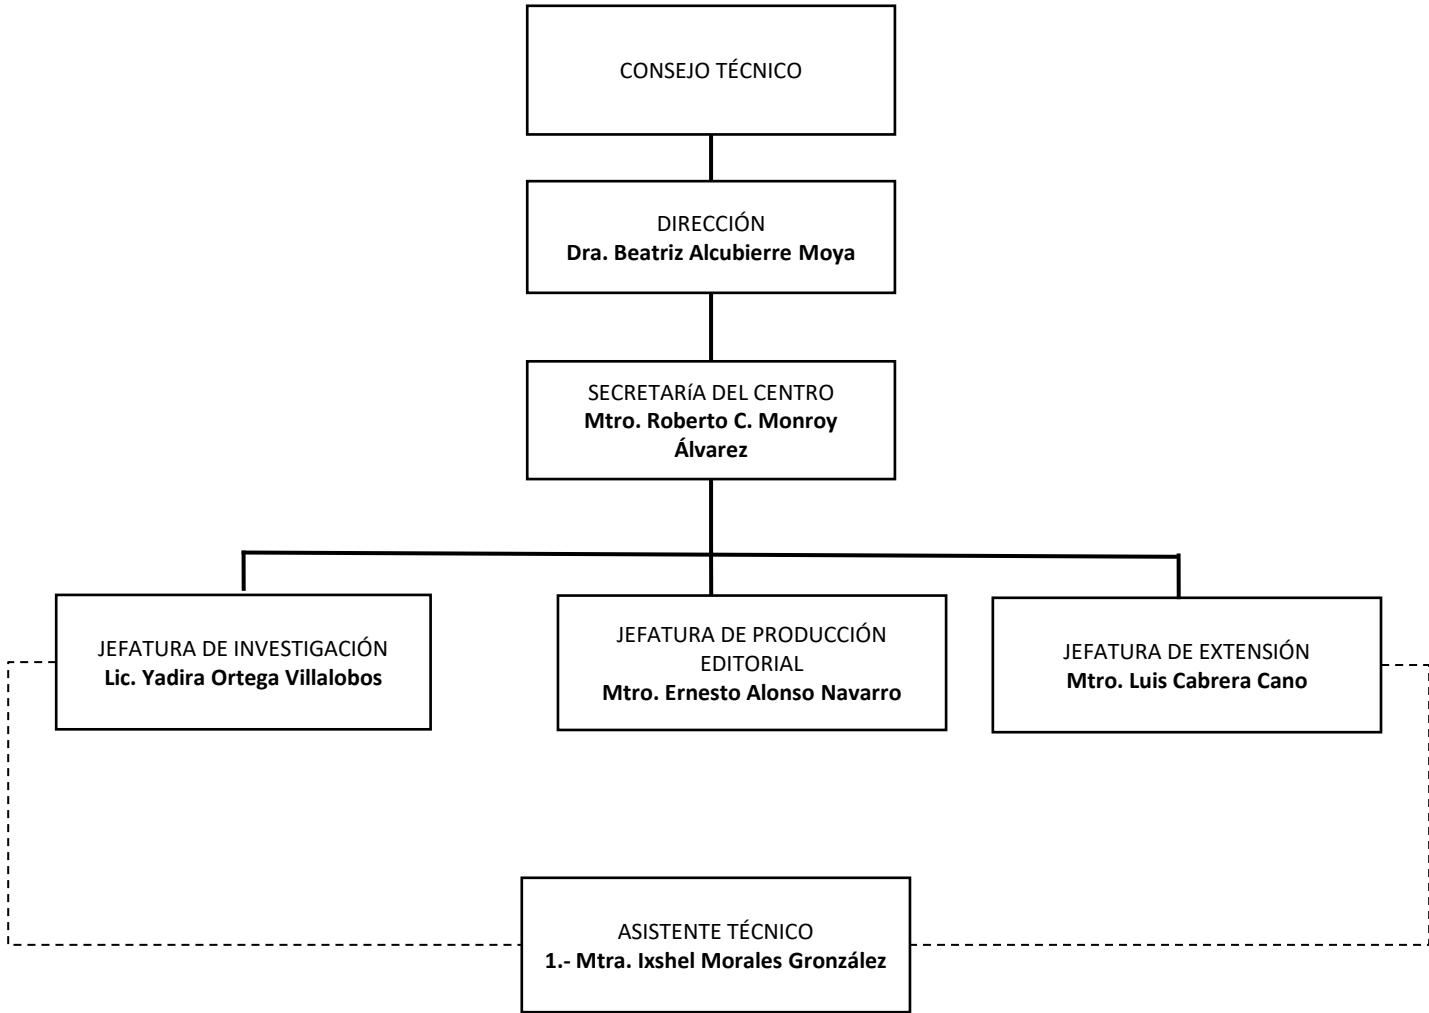 CONSEJO TÉCNICO
DIRECCIÓN
Dra. Beatriz Alcubierre Moya
SECRETARíA DEL CENTRO
Mtro. Roberto C. Monroy
Álvarez
JEFATURA DE INVESTIGACIÓN
Lic. Yadira Ortega Villalobos
JEFATURA DE PRODUCCIÓN
EDITORIAL
Mtro. Ernesto Alonso Navarro
JEFATURA DE EXTENSIÓN
Mtro. Luis Cabrera Cano
ASISTENTE TÉCNICO
1.- Mtra. Ixshel Morales Gronzález